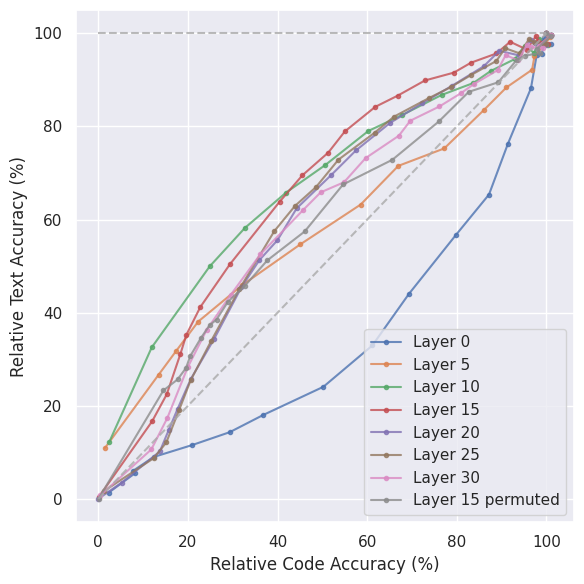 100
80
60
40
20
0
Relative Text Accuracy (%)
Layer 0
Layer 5
Layer 10
Layer 15
Layer 20
Layer 25
Layer 30
Layer 15 permuted
0 20 40 60 80 100
Relative Code Accuracy (%)